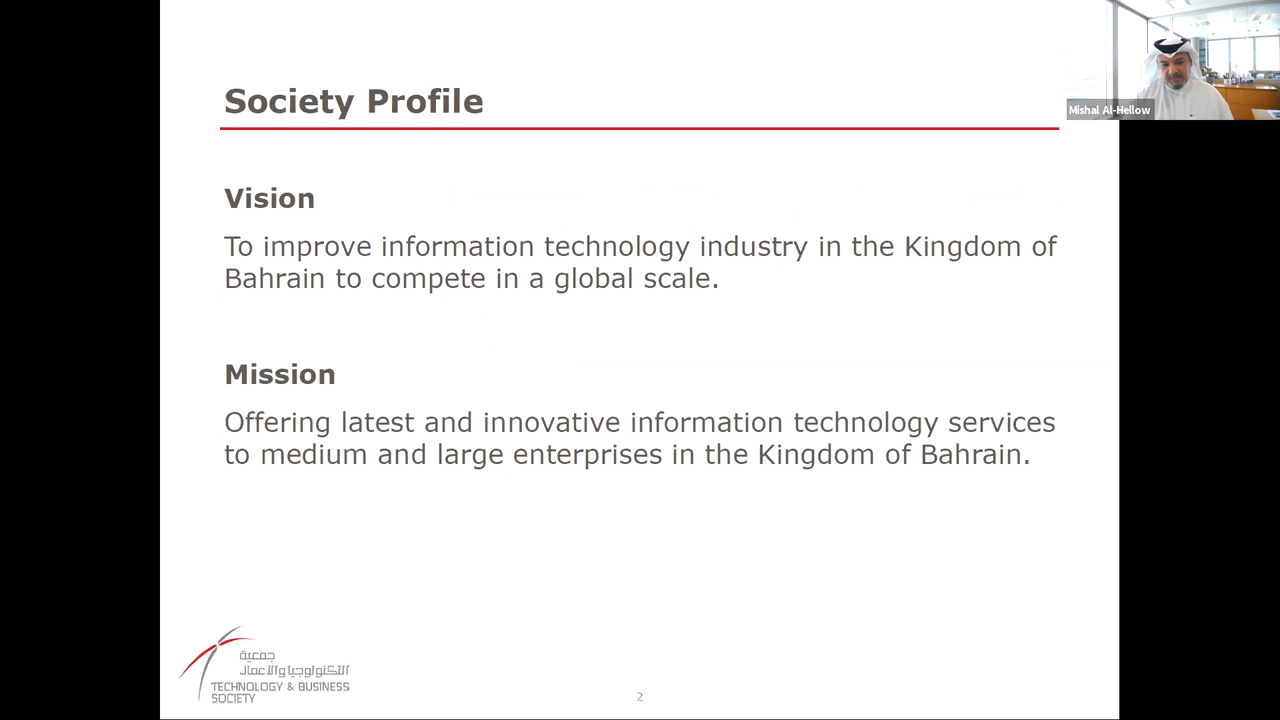 Society Profile
Mishal Al-Hellow
Vision
To improve information technology industry in the Kingdom of
Bahrain to compete in a global scale.
Mission
Offering latest and innovative information technology services
to medium and large enterprises in the Kingdom of Bahrain.
جمعية
التكنولوجيا والأعمال
TECHNOLOGY & BUSINESS
SOCIETY
2